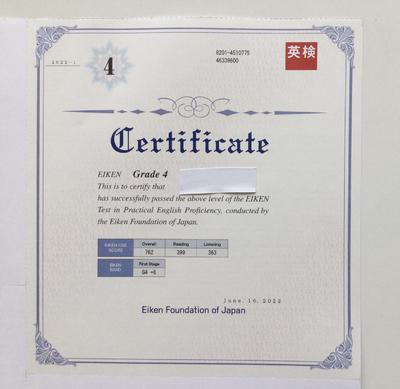 2022-1
4
8201-4510775
46339600
英検
Certificate
EIKEN Grade 4
This is to certify that
has successfully passed the above level of the EIKEN
Test in Practical English Proficiency, conducted by
the Eiken Foundation of Japan.
EIKEN CSE SCORE Overall Reading Listening
762 399 363
EIKEN BAND First Stage
G4 +6
June. 16, 2022
Eiken Foundation of Japan